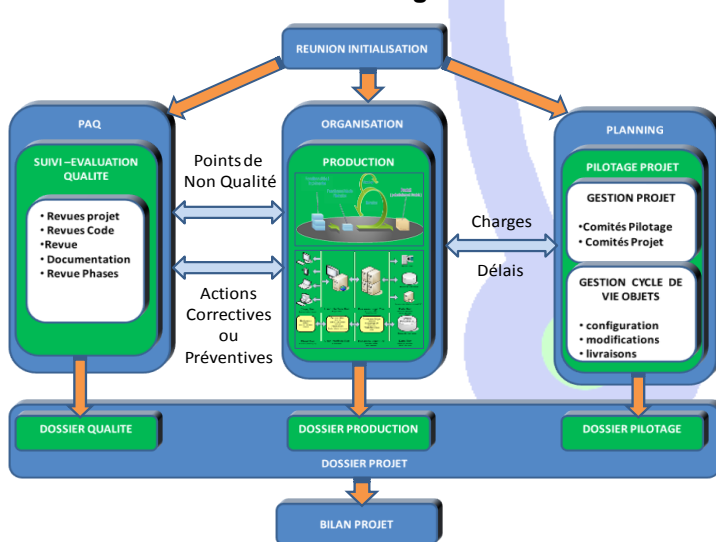 REUNION INITIALISATION
PAQ
SUIVI –EVALUATION
QUALITE
• Revues projet
• Revues Code
•Revue
• Documentation
• Revue Phases
Points de
Non Qualité
Actions
Correctives
ou
Préventives
ORGANISATION
PRODUCTION
Charges
Délais
PLANNING
PILOTAGE PROJET
GESTION PROJET
•Comités Pilotage
• Comités Projet
GESTION CYCLE DE
VIE OBJETS
• configuration
• modifications
• livraisons
DOSSIER QUALITE
DOSSIER PRODUCTION
DOSSIER PILOTAGE
DOSSIER PROJET
BILAN PROJET